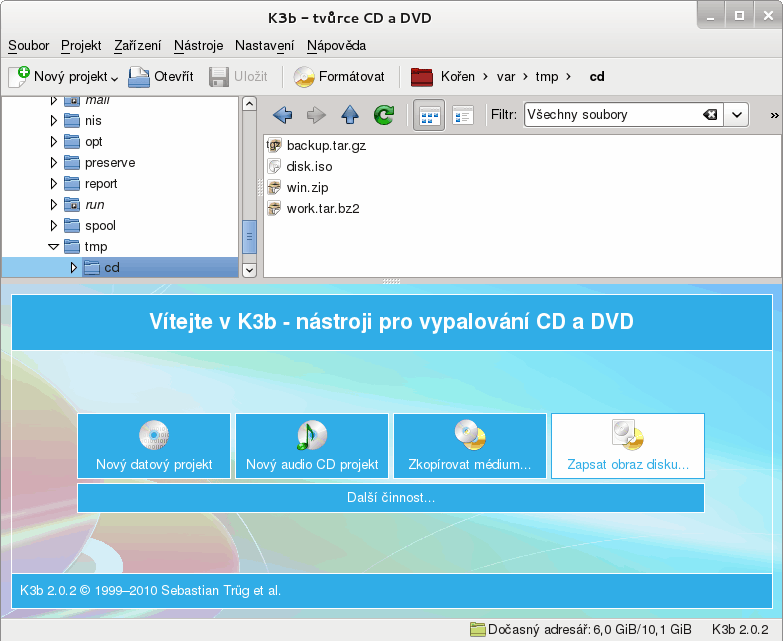 K3b – tvůrce CD a DVD
Soubor Projekt Zařízení Nástroje Nastavení Nápověda
Nový projekt Otevřít Uložit Formátovat Kořen › var › tmp › cd
mail
nis
opt
preserve
report
run
spool
tmp
cd
Filtr: Všechny soubory »
backup.tar.gz
disk.iso
win.zip
work.tar.bz2
Vítejte v K3b - nástroji pro vypalování CD a DVD
Nový datový projekt
Nový audio CD projekt
Zkopírovat médium...
Zapsat obraz disku...
Další činnost...
K3b 2.0.2 © 1999–2010 Sebastian Trüg et al.
Dočasný adresář: 6,0 GiB/10,1 GiB K3b 2.0.2